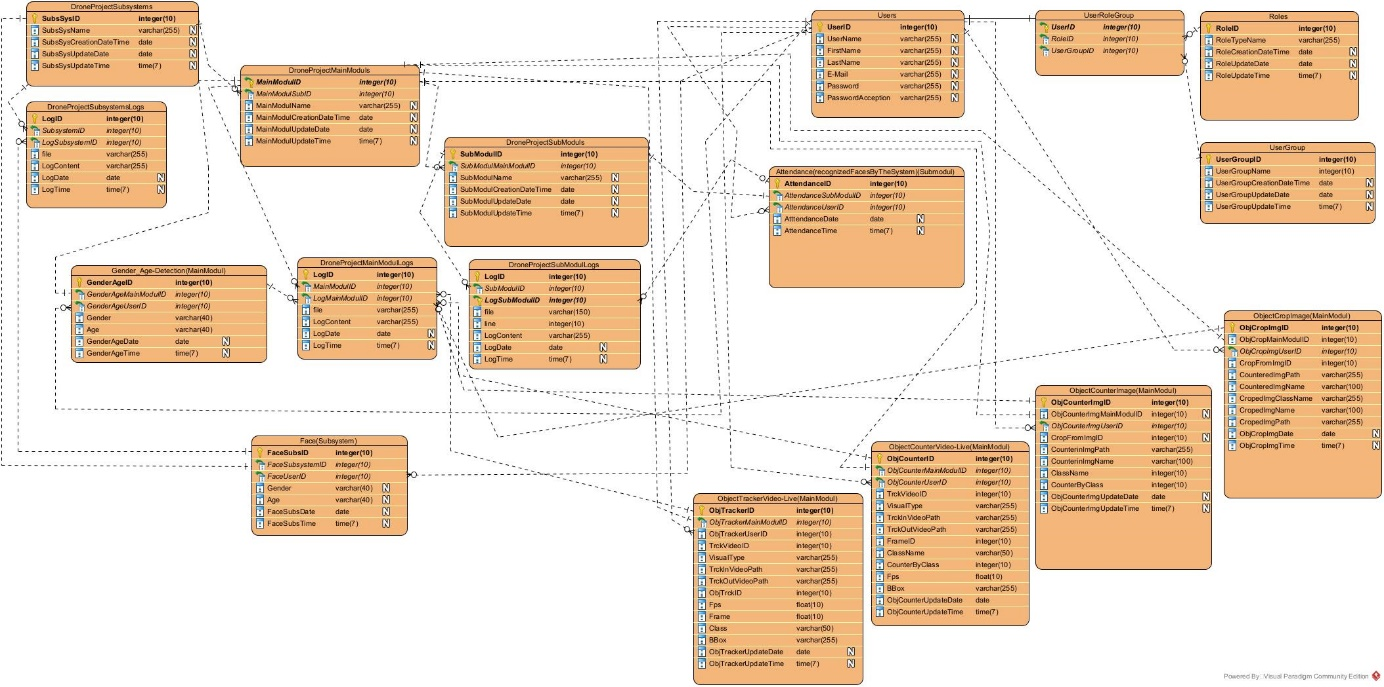 DroneProjectSubsystems
SubsSysID integer(10)
SubsSysName varchar(255) N
SubsSysCreationDateTime date N
SubsSysUpdateDate date N
SubsSysUpdateTime time(7) N
DroneProjectSubsystemsLogs
LogID integer(10)
SubsystemID integer(10)
LogSubsystemID integer(10)
file varchar(255)
LogContent varchar(255)
LogDate date N
LogTime time(7) N
DroneProjectMainModuls
MainModulID integer(10)
MainModulSubID integer(10)
MainModulName varchar(255) N
MainModulCreationDateTime date N
MainModulUpdateDate date N
MainModulUpdateTime time(7) N
DroneProjectSubModuls
SubModulID integer(10)
SubModulMainModulID integer(10)
SubModulName varchar(255) N
SubModulCreationDateTime date N
SubModulUpdateDate date N
SubModulUpdateTime time(7) N
Users
UserID integer(10)
UserName varchar(255) N
FirstName varchar(255) N
LastName varchar(255) N
E-Mail varchar(255) N
Password varchar(255) N
PasswordAcception varchar(255) N
UserRoleGroup
UserID integer(10)
RoleID integer(10)
UserGroupID integer(10)
Roles
RoleID integer(10)
RoleTypeName varchar(255)
RoleCreationDateTime date N
RoleUpdateDate date N
RoleUpdateTime time(7) N
UserGroup
UserGroupID integer(10)
UserGroupName integer(10)
UserGroupCreationDateTime date N
UserGroupUpdateDate date N
UserGroupUpdateTime time(7) N
Attendance(recognizedFacesByTheSystem)(Submodul)
AttendanceID integer(10)
AttendanceSubModulID integer(10)
AttendanceUserID integer(10)
AttendanceDate date N
AttendanceTime time(7) N
Gender_Age-Detection(MainModul)
GenderAgeID integer(10)
GenderAgeMainModulID integer(10)
GenderAgeUserID integer(10)
Gender varchar(40)
Age varchar(40)
GenderAgeDate date N
GenderAgeTime time(7) N
DroneProjectMainModulLogs
LogID integer(10)
MainModulID integer(10)
LogMainModulID integer(10)
file varchar(255)
LogContent varchar(255)
LogDate date N
LogTime time(7) N
DroneProjectSubModulLogs
LogID integer(10)
SubModulID integer(10)
LogSubModulID integer(10)
file varchar(150)
line integer(10)
LogContent varchar(255)
LogDate date N
LogTime time(7) N
ObjectCropImage(MainModul)
ObjCropImgID integer(10)
ObjCropMainModulID integer(10)
ObjCropImgUserID integer(10)
CropFromImgID integer(10)
CounteredImgPath varchar(255)
CounteredImgName varchar(100)
CropedImgClassName varchar(255)
CropedImgName varchar(100)
CropedImgPath varchar(255)
ObjCropImgDate date N
ObjCropImgTime time(7) N
ObjectCounterImage(MainModul)
ObjCounterImgID integer(10)
ObjCounterImgMainModulID integer(10) N
ObjCounterImgUserID integer(10)
CropFromImgID integer(10) N
CounterinImgPath varchar(255)
CounterinImgName varchar(100)
ClassName integer(10)
CounterByClass integer(10)
ObjCounterImgUpdateDate date N
ObjCounterImgUpdateTime time(7) N
Face(Subsystem)
FaceSubsID integer(10)
FaceSubsystemID integer(10)
FaceUserID integer(10)
Gender varchar(40) N
Age varchar(40) N
FaceSubsDate date N
FaceSubsTime time(7) N
ObjectCounterVideo-Live(MainModul)
ObjCounterID integer(10)
ObjCounterMainModulID integer(10)
ObjCounterUserID integer(10)
TrckVideoID integer(10)
VisualType varchar(255)
TrckInVideoPath varchar(255)
TrckOutVideoPath varchar(255)
FrameID integer(10)
ClassName varchar(50)
CounterByClass integer(10)
Fps float(10)
BBox varchar(255)
ObjCounterUpdateDate date
ObjCounterUpdateTime time(7)
ObjectTrackerVideo-Live(MainModul)
ObjTrackerID integer(10)
ObjTrackerMainModulID integer(10)
ObjTrackerUserID integer(10)
TrckVideoID integer(10)
VisualType varchar(255)
TrckInVideoPath varchar(255)
TrckOutVideoPath varchar(255)
ObjTrckID integer(10)
Fps float(10)
Frame float(10)
Class varchar(50)
BBox varchar(255)
ObjTrackerUpdateDate date N
ObjTrackerUpdateTime time(7) N
Powered By: Visual Paradigm Community Edition